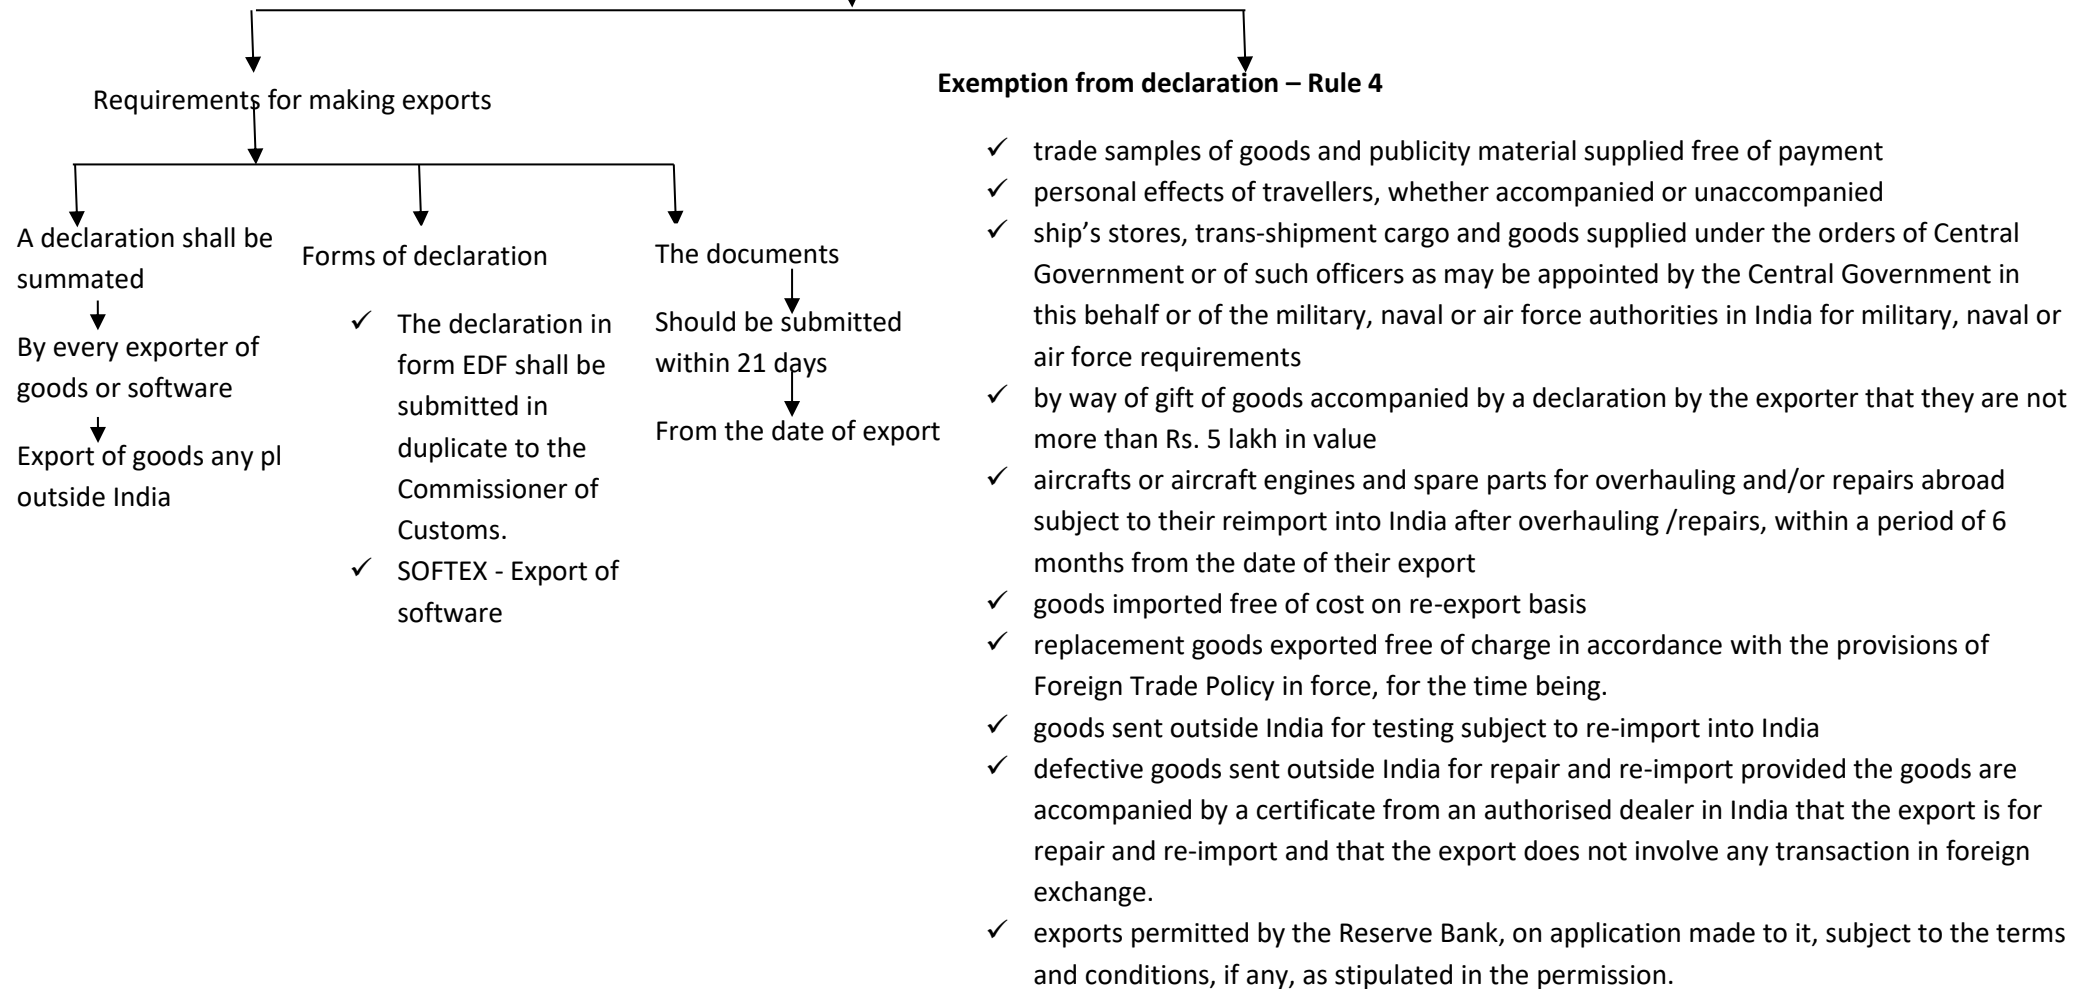 Requirements for making exports
A declaration shall be
summated
By every exporter of
goods or software
Export of goods any pl
outside India
Forms of declaration
✓ The declaration in
form EDF shall be
submitted in
duplicate to the
Commissioner of
Customs.
✓ SOFTEX - Export of
software
The documents
Should be submitted
within 21 days
From the date of export
Exemption from declaration – Rule 4
✓ trade samples of goods and publicity material supplied free of payment
✓ personal effects of travellers, whether accompanied or unaccompanied
✓ ship’s stores, trans-shipment cargo and goods supplied under the orders of Central
Government or of such officers as may be appointed by the Central Government in
this behalf or of the military, naval or air force authorities in India for military, naval or
air force requirements
✓ by way of gift of goods accompanied by a declaration by the exporter that they are not
more than Rs. 5 lakh in value
✓ aircrafts or aircraft engines and spare parts for overhauling and/or repairs abroad
subject to their reimport into India after overhauling /repairs, within a period of 6
months from the date of their export
✓ goods imported free of cost on re-export basis
✓ replacement goods exported free of charge in accordance with the provisions of
Foreign Trade Policy in force, for the time being.
✓ goods sent outside India for testing subject to re-import into India
✓ defective goods sent outside India for repair and re-import provided the goods are
accompanied by a certificate from an authorised dealer in India that the export is for
repair and re-import and that the export does not involve any transaction in foreign
exchange.
✓ exports permitted by the Reserve Bank, on application made to it, subject to the terms
and conditions, if any, as stipulated in the permission.